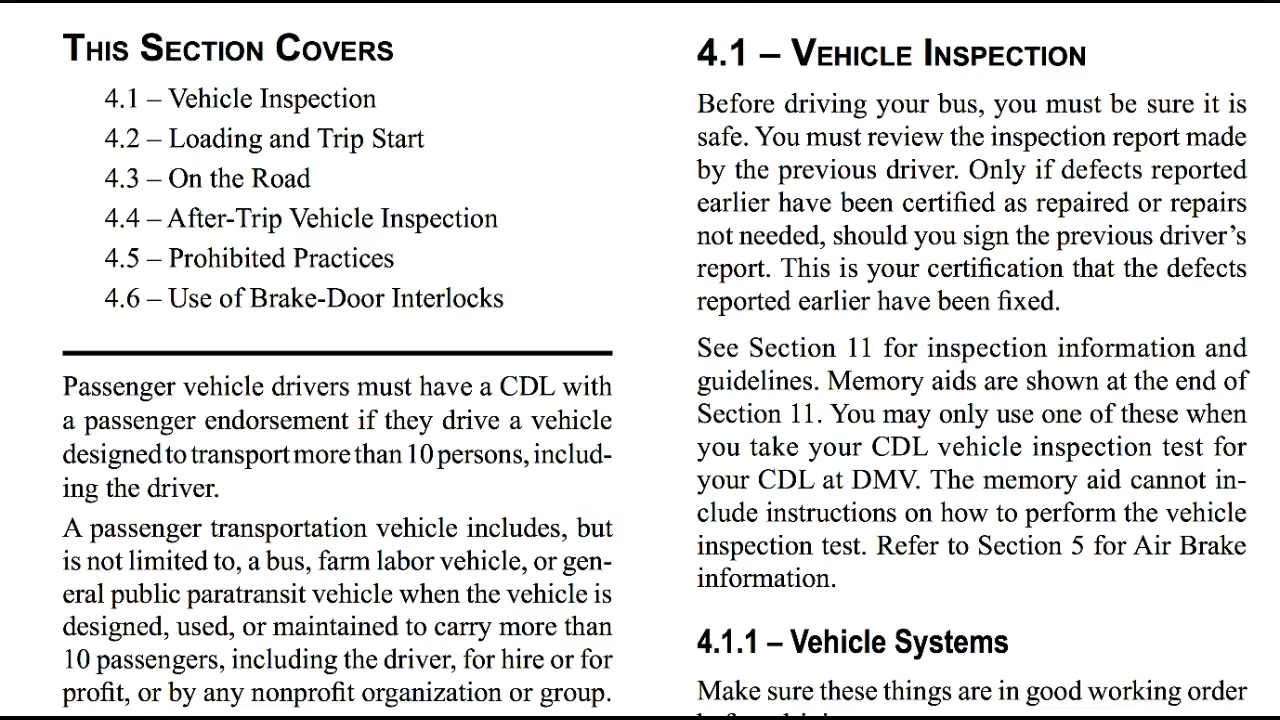 THIS SECTION COVERS
4.1 – Vehicle Inspection
4.2 – Loading and Trip Start
4.3 – On the Road
4.4 – After-Trip Vehicle Inspection
4.5 – Prohibited Practices
4.6 – Use of Brake-Door Interlocks
Passenger vehicle drivers must have a CDL with
a passenger endorsement if they drive a vehicle
designed to transport more than 10 persons, includ-
ing the driver.
A passenger transportation vehicle includes, but
is not limited to, a bus, farm labor vehicle, or gen-
eral public paratransit vehicle when the vehicle is
designed, used, or maintained to carry more than
10 passengers, including the driver, for hire or for
profit, or by any nonprofit organization or group.
4.1 – VEHICLE INSPECTION
Before driving your bus, you must be sure it is
safe. You must review the inspection report made
by the previous driver. Only if defects reported
earlier have been certified as repaired or repairs
not needed, should you sign the previous driver’s
report. This is your certification that the defects
reported earlier have been fixed.
See Section 11 for inspection information and
guidelines. Memory aids are shown at the end of
Section 11. You may only use one of these when
you take your CDL vehicle inspection test for
your CDL at DMV. The memory aid cannot in-
clude instructions on how to perform the vehicle
inspection test. Refer to Section 5 for Air Brake
information.
4.1.1 – Vehicle Systems
Make sure these things are in good working order